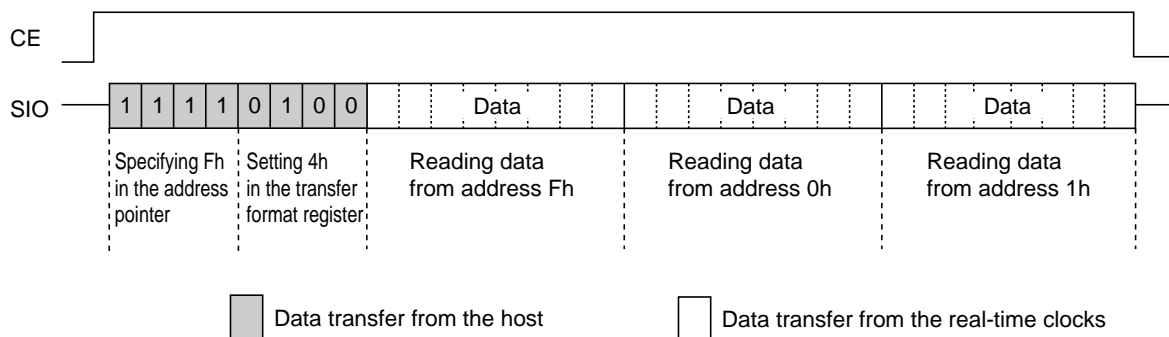 CE
SIO
1 1 1 1 0 1 0 0 Data Data Data
Specifying Fh
in the address
pointer
Setting 4h
in the transfer
format register
Reading data
from address Fh
Reading data
from address 0h
Reading data
from address 1h
Data transfer from the host
Data transfer from the real-time clocks